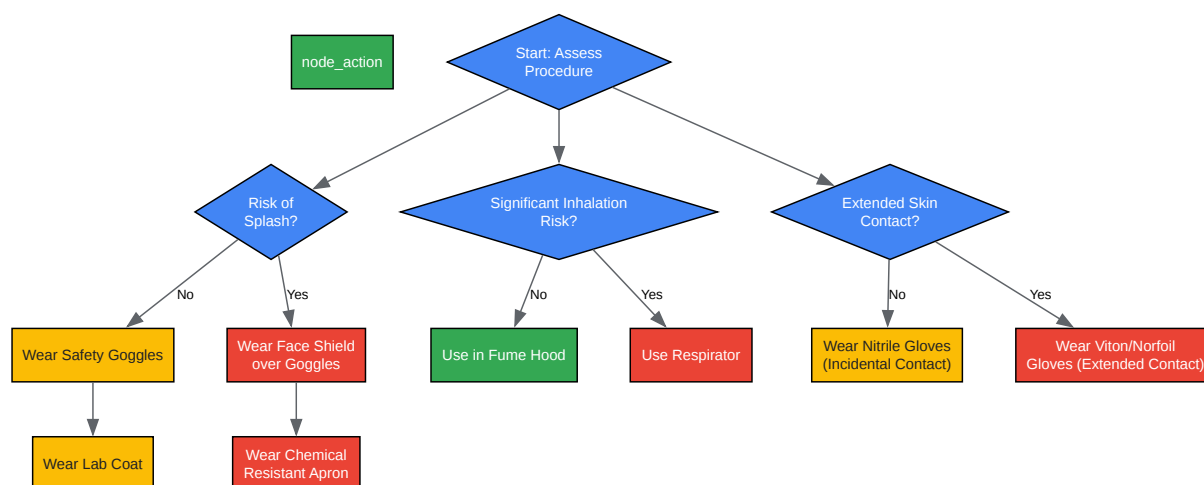 Start: Assess
Procedure
node_action
Risk of
Splash?
Significant Inhalation
Risk?
Extended Skin
Contact?
No
Yes
No
Yes
No
Yes
Wear Safety Goggles
Wear Face Shield
over Goggles
Use in Fume Hood
Use Respirator
Wear Nitrile Gloves
(Incidental Contact)
Wear Viton/Norfoil
Gloves (Extended Contact)
Wear Lab Coat
Wear Chemical
Resistant Apron